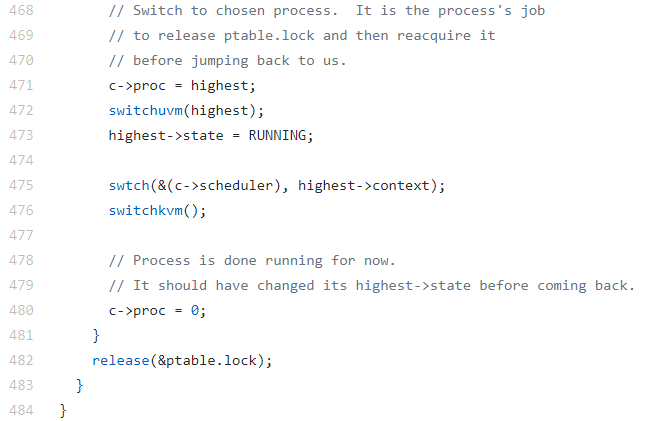 468 // Switch to chosen process.  It is the process's job
469 // to release ptable.lock and then reacquire it
470 // before jumping back to us.
471 c->proc = highest;
472 switchuvm(highest);
473 highest->state = RUNNING;
474
475 swtch(&(c->scheduler), highest->context);
476 switchkvm();
477
478 // Process is done running for now.
479 // It should have changed its highest->state before coming back.
480 c->proc = 0;
481 }
482 release(&ptable.lock);
483 }
484 }